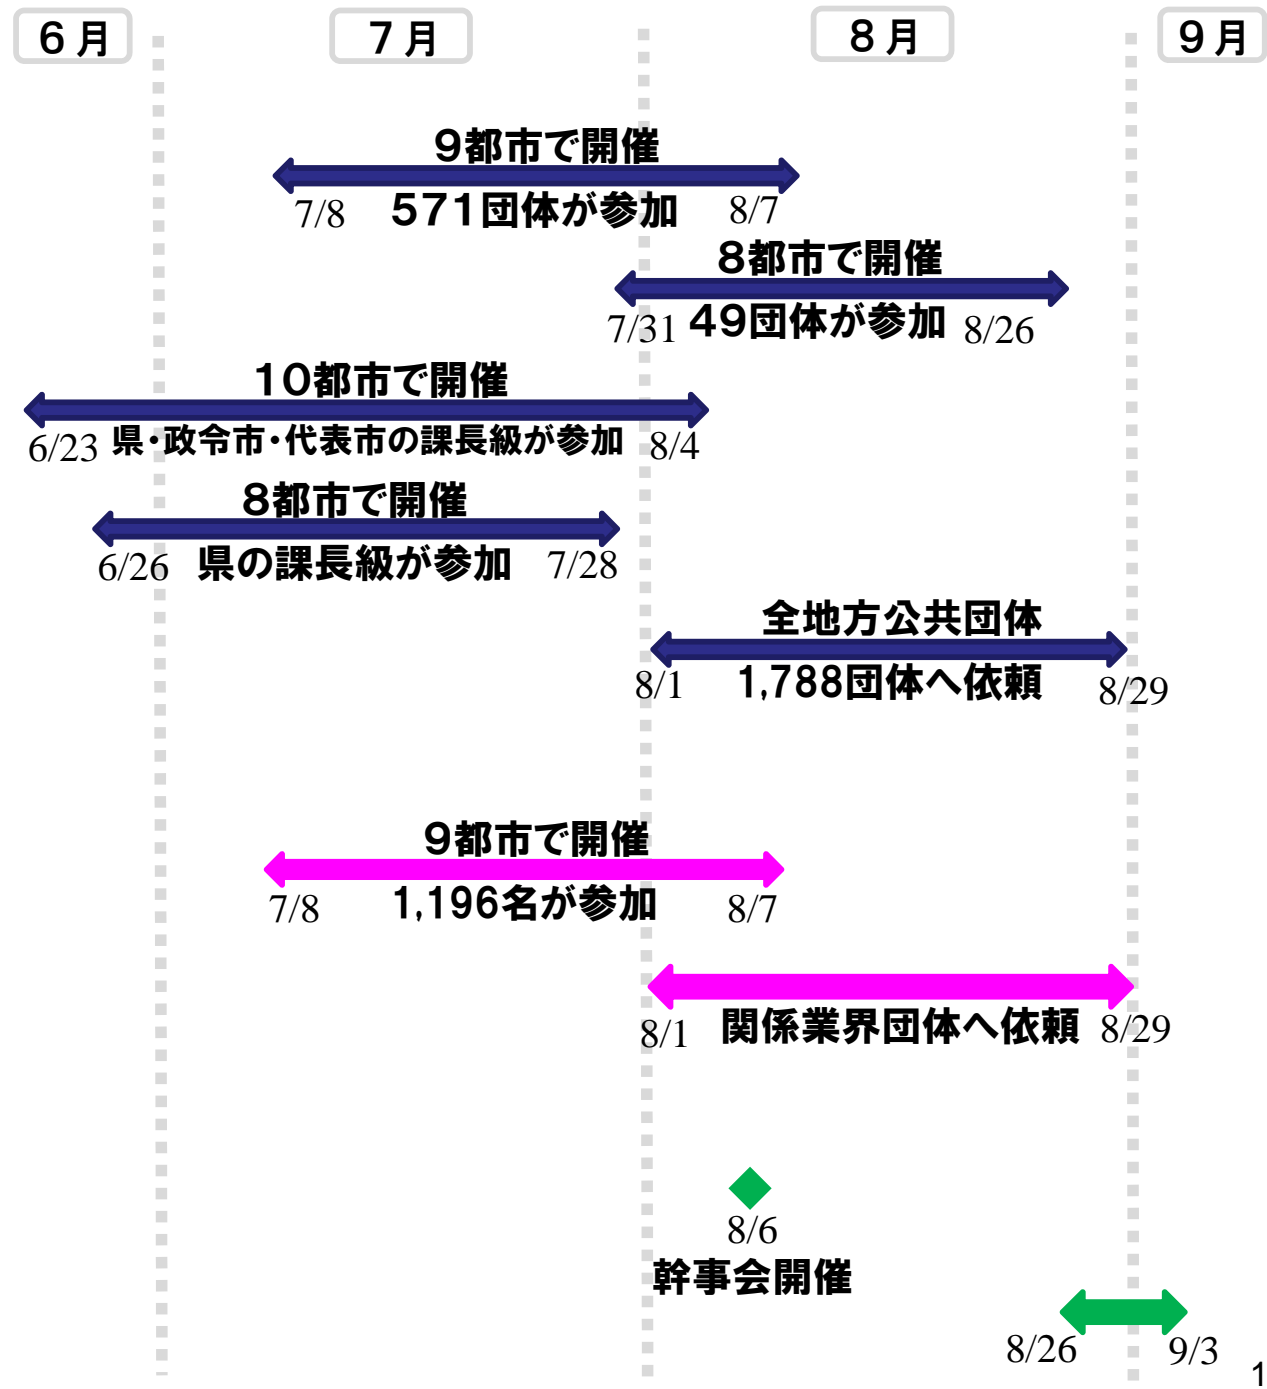 6月
7月
8月
9月
9都市で開催
7/8
571団体が参加
8/7
8都市で開催
7/31
49団体が参加
8/26
10都市で開催
6/23
県・政令市・代表市の課長級が参加
8/4
8都市で開催
6/26
県の課長級が参加
7/28
全地方公共団体
8/1
1,788団体へ依頼
8/29
9都市で開催
7/8
1,196名が参加
8/7
8/1
関係業界団体へ依頼
8/29
8/6
幹事会開催
8/26
9/3
1